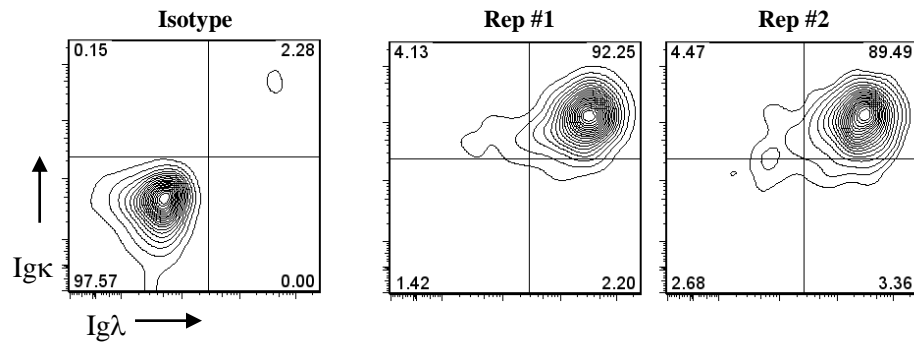 Isotype Rep #1 Rep #2
0.15 2.28 4.13 92.25 4.47 89.49
Igκ
97.57 0.00 1.42 2.20 2.68 3.36
Igλ